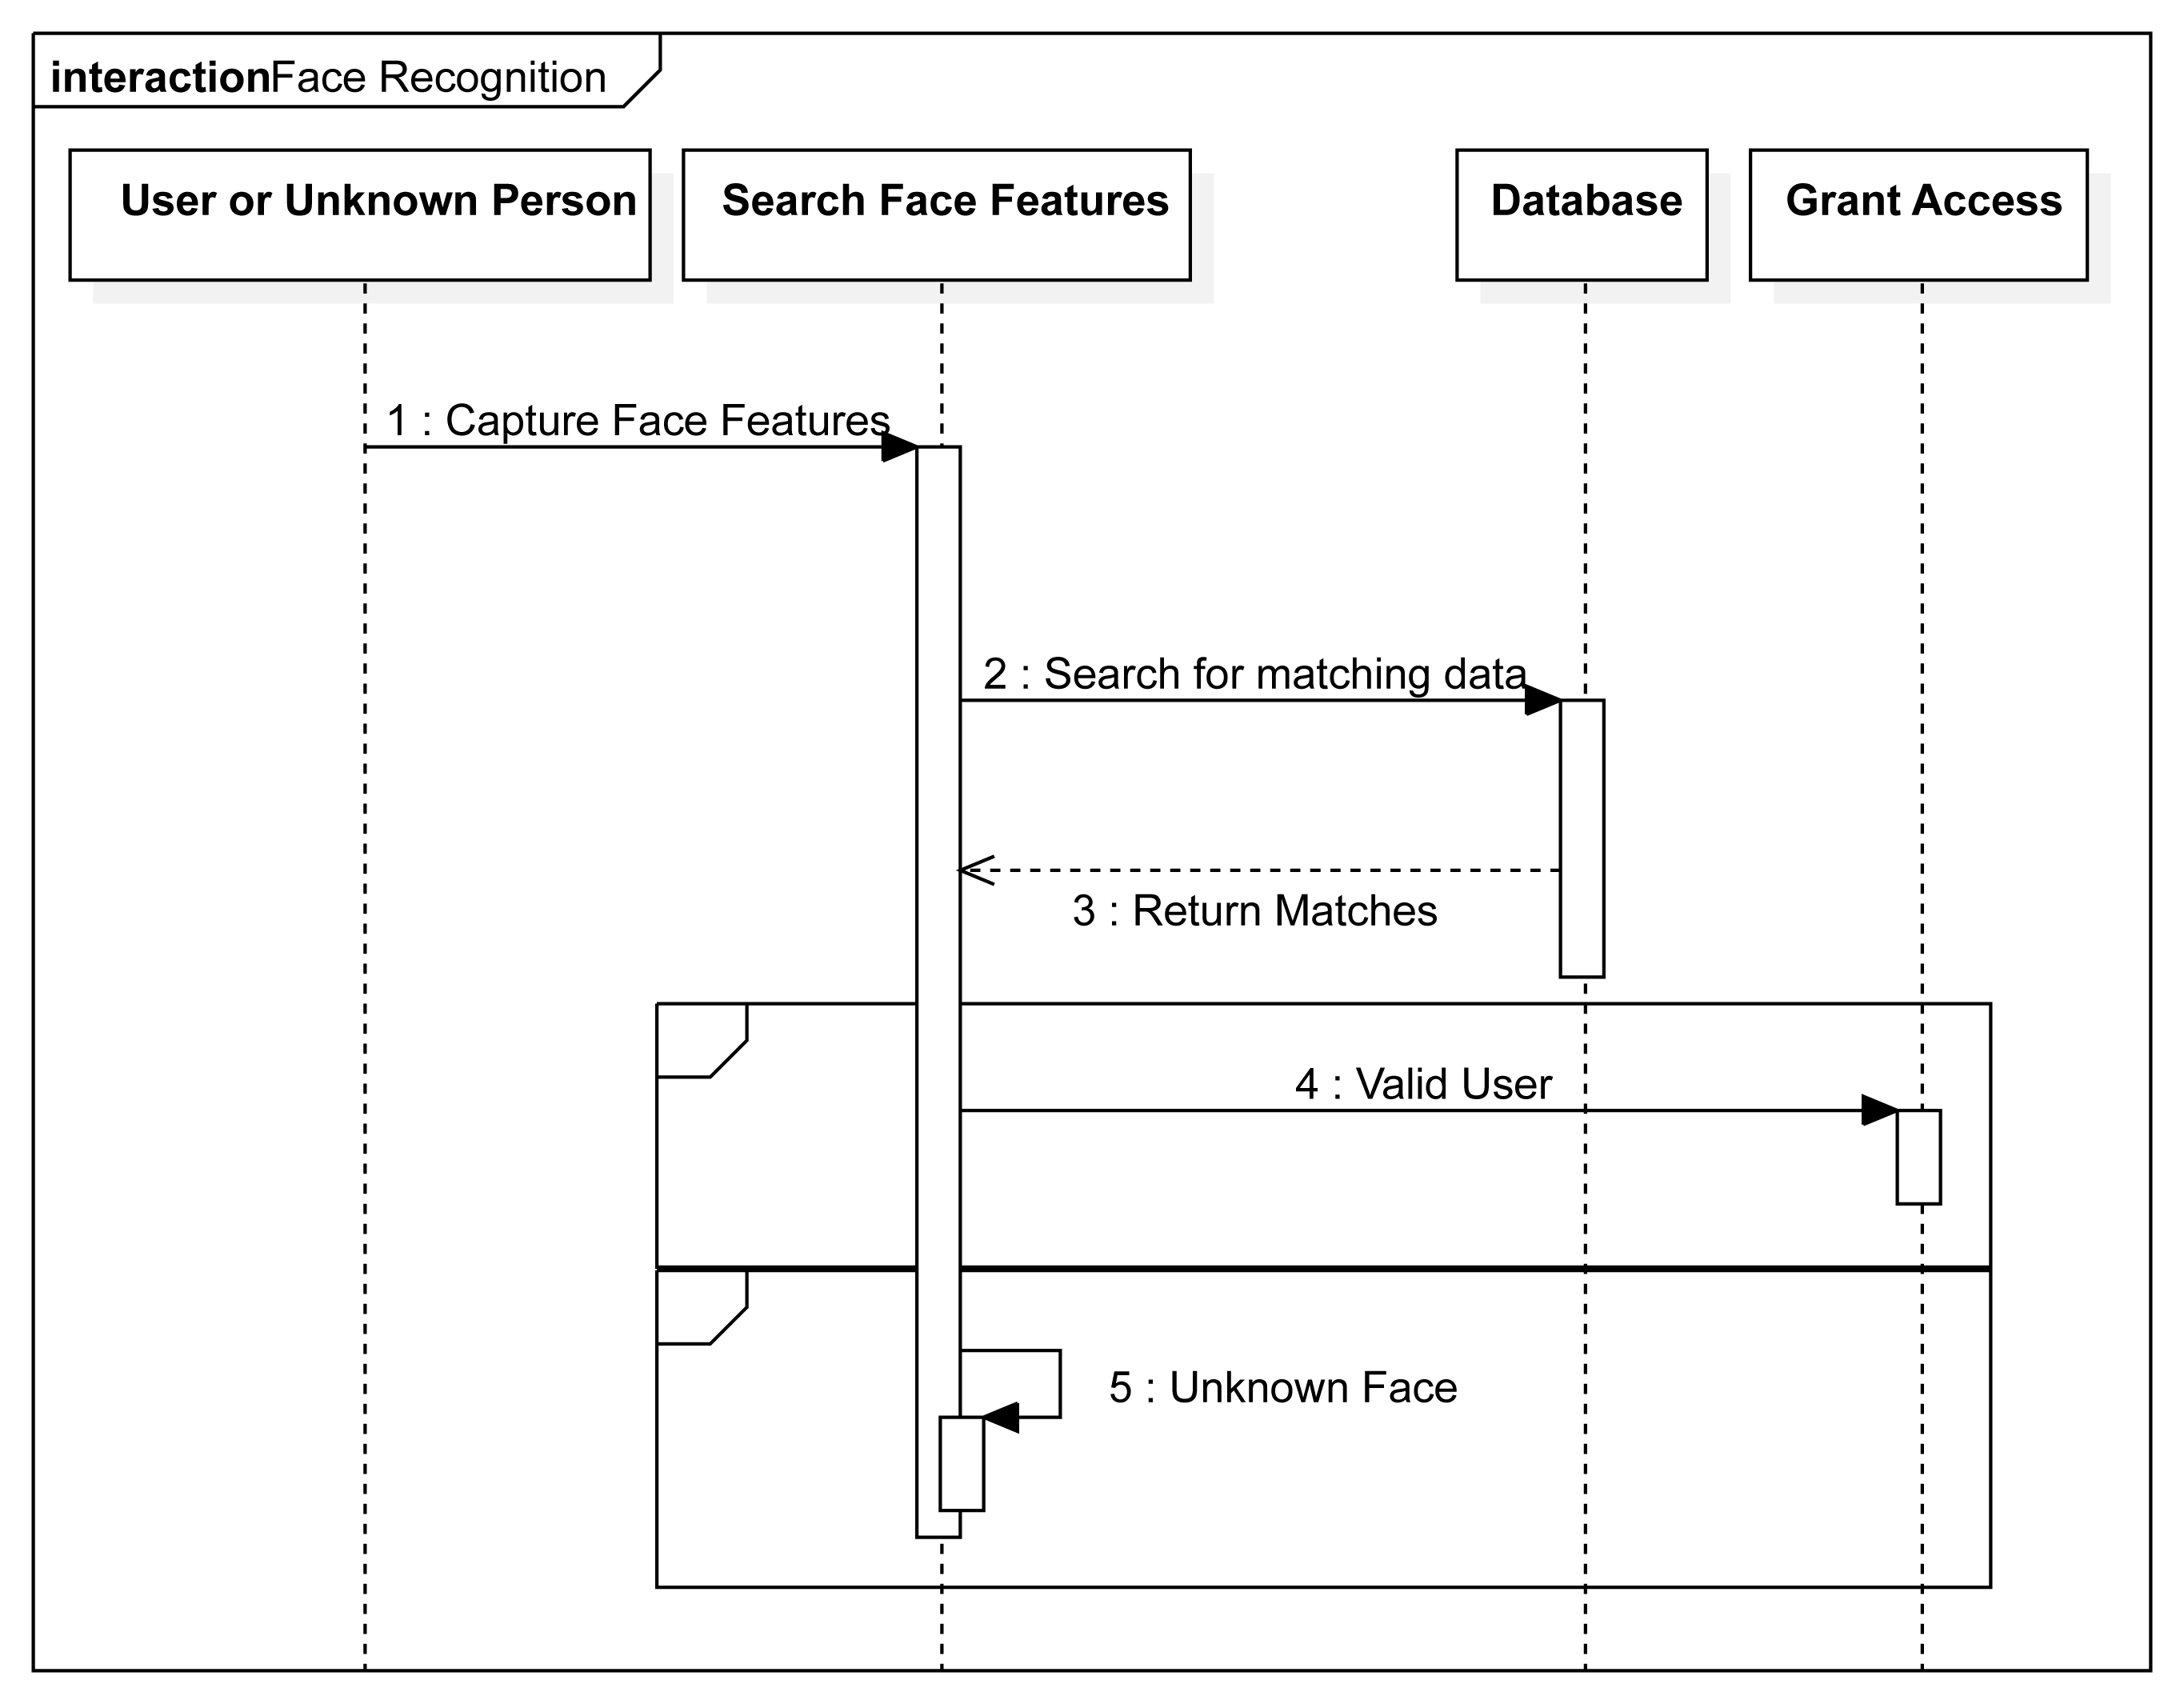 interactionFace Recognition
User or Unknown Person
Search Face Features
Database
Grant Access
1 : Capture Face Features
2 : Search for matching data
3 : Return Matches
4 : Valid User
5 : Unknown Face